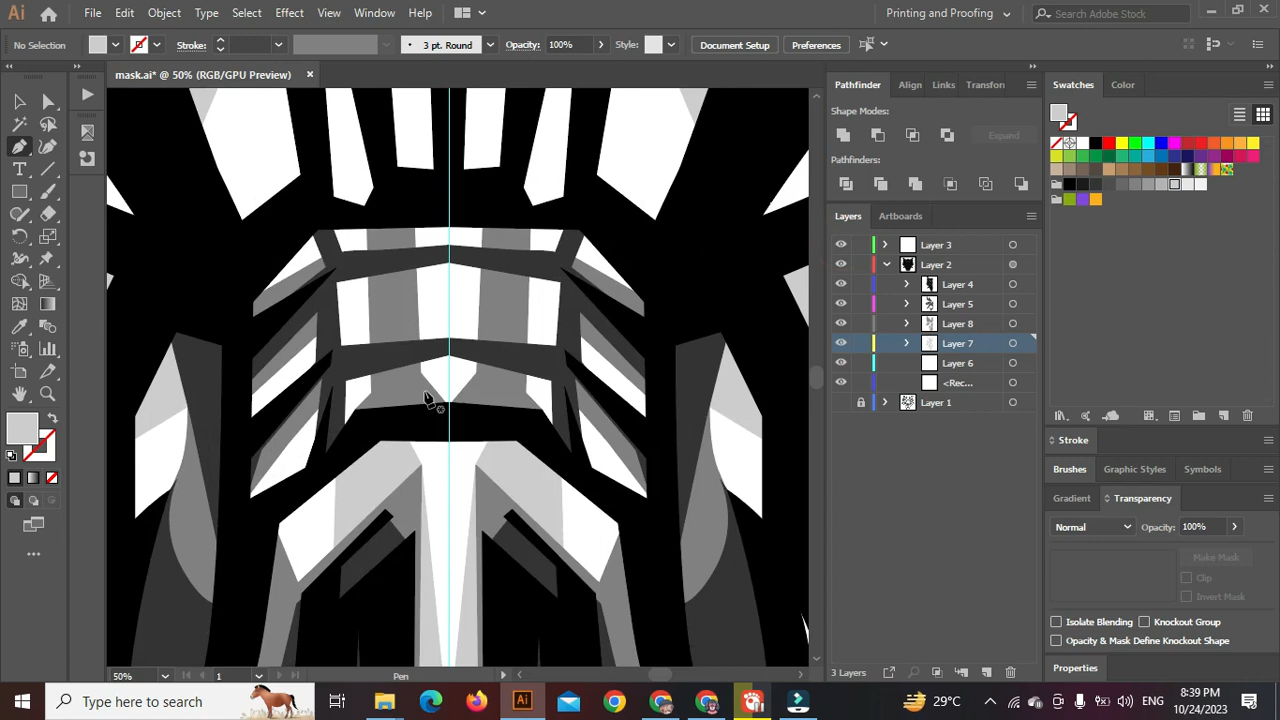 Ai File Edit Object Type Select Effect View Window Help Printing and Proofing Search Adobe Stock
No Selection Stroke: 3 pt. Round Opacity: 100% Style: Document Setup Preferences
mask.ai* @ 50% (RGB/GPU Preview)
Pathfinder Align Links Transfon
Shape Modes:
Expand
Pathfinders:
Layers Artboards
Layer 3
Layer 2
Layer 4
Layer 5
Layer 8
Layer 7
Layer 6
<Rec...
Layer 1
3 Layers
Swatches Color
Stroke
Brushes Graphic Styles Symbols
Gradient Transparency
Normal Opacity: 100%
Make Mask
Clip
Invert Mask
Isolate Blending Knockout Group
Opacity & Mask Define Knockout Shape
Properties
50% 1 Pen
Type here to search Ai 29°C ENG 8:39 PM 10/24/2023